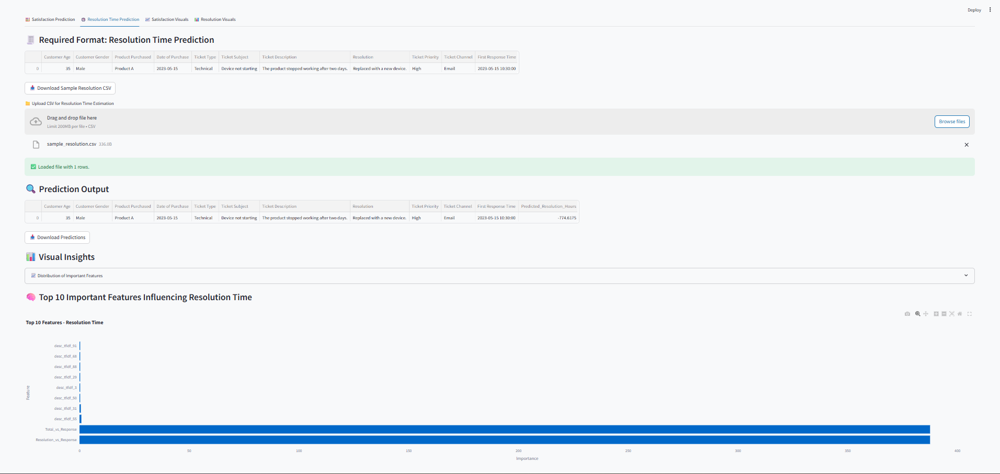 Deploy
Satisfaction Prediction Resolution Time Prediction Satisfaction Visuals Resolution Visuals
Required Format: Resolution Time Prediction
Customer Age Customer Gender Product Purchased Date of Purchase Ticket Type Ticket Subject Ticket Description Resolution Ticket Priority Ticket Channel First Response Time
0 35 Male Product A 2023-05-15 Technical Device not starting The product stopped working after two days. Replaced with a new device. High Email 2023-05-15 10:30:00
Download Sample Resolution CSV
Upload CSV for Resolution Time Estimation
Drag and drop file here
Limit 200MB per file • CSV
Browse files
sample_resolution.csv 336.0B
Loaded file with 1 rows.
Prediction Output
Customer Age Customer Gender Product Purchased Date of Purchase Ticket Type Ticket Subject Ticket Description Resolution Ticket Priority Ticket Channel First Response Time Predicted_Resolution_Hours
0 35 Male Product A 2023-05-15 Technical Device not starting The product stopped working after two days. Replaced with a new device. High Email 2023-05-15 10:30:00 -774.6175
Download Predictions
Visual Insights
Distribution of Important Features
Top 10 Important Features Influencing Resolution Time
Top 10 Features - Resolution Time
desc_tfidf_91
desc_tfidf_68
desc_tfidf_88
desc_tfidf_29
desc_tfidf_3
desc_tfidf_50
desc_tfidf_31
desc_tfidf_55
Total_vs_Response
Resolution_vs_Response
Feature
0 50 100 150 200 250 300 350 400
Importance